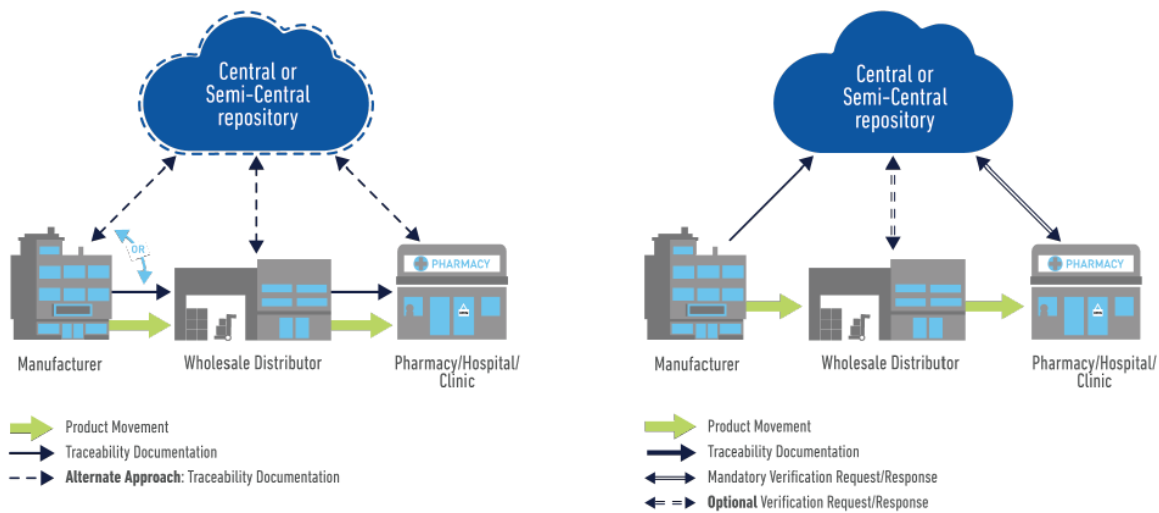 Central or
Semi-Central
repository
OR
PHARMACY
Manufacturer
Wholesale Distributor
Pharmacy/Hospital/
Clinic
Product Movement
Traceability Documentation
Alternate Approach: Traceability Documentation
Central or
Semi-Central
repository
PHARMACY
Manufacturer
Wholesale Distributor
Pharmacy/Hospital/
Clinic
Product Movement
Traceability Documentation
Mandatory Verification Request/Response
Optional Verification Request/Response